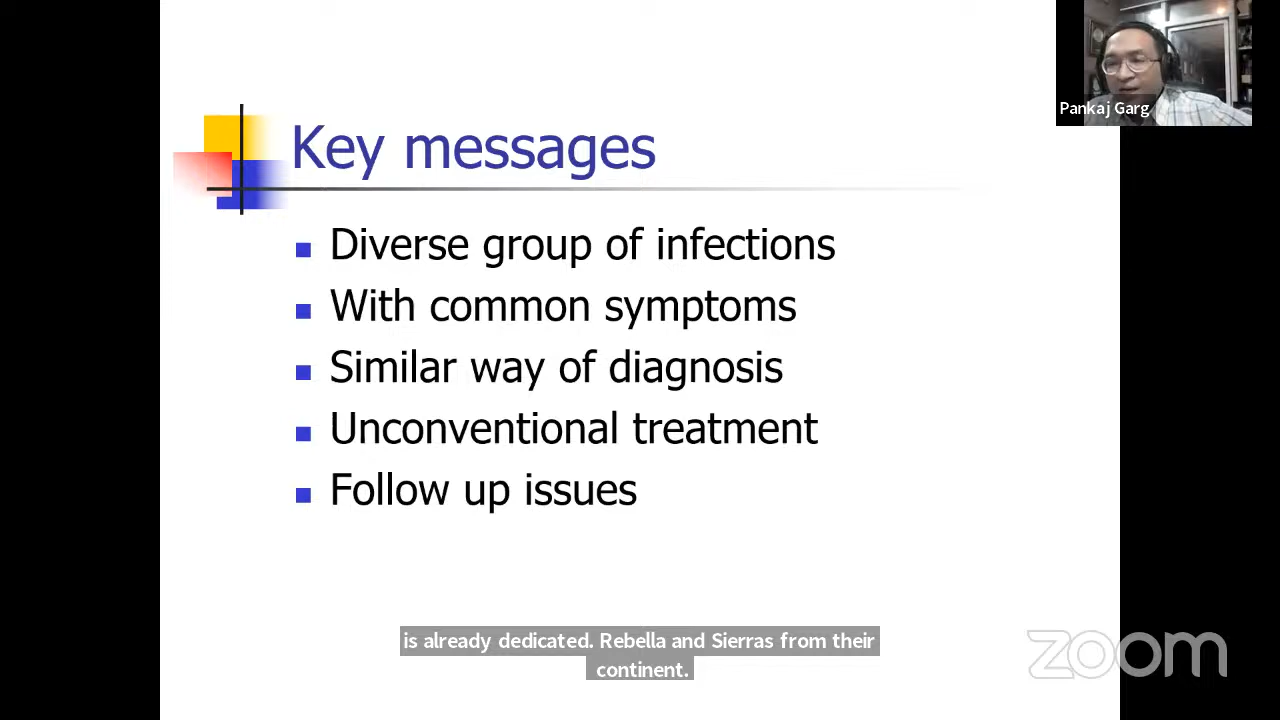 Pankaj Garg
Key messages
Diverse group of infections
With common symptoms
Similar way of diagnosis
Unconventional treatment
Follow up issues
is already dedicated. Rebella and Sierras from their
continent.
zoom